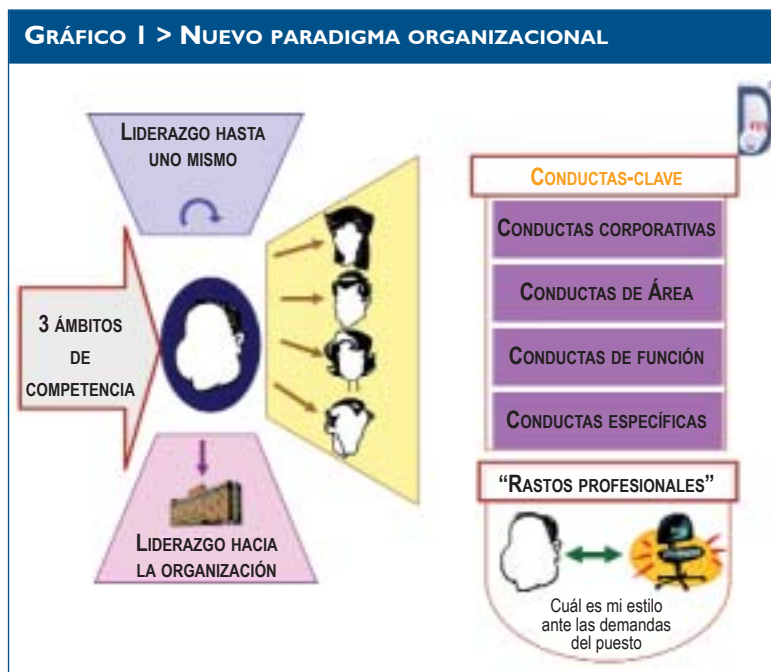 GRÁFICO 1 > NUEVO PARADIGMA ORGANIZACIONAL
LIDERAZGO HASTA
UNO MISMO
3 ÁMBITOS
DE
COMPETENCIA
LIDERAZGO HACIA
LA ORGANIZACIÓN
CONDUCTAS-CLAVE
CONDUCTAS CORPORATIVAS
CONDUCTAS DE ÁREA
CONDUCTAS DE FUNCIÓN
CONDUCTAS ESPECÍFICAS
“RASTOS PROFESIONALES”
Cuál es mi estilo
ante las demandas
del puesto